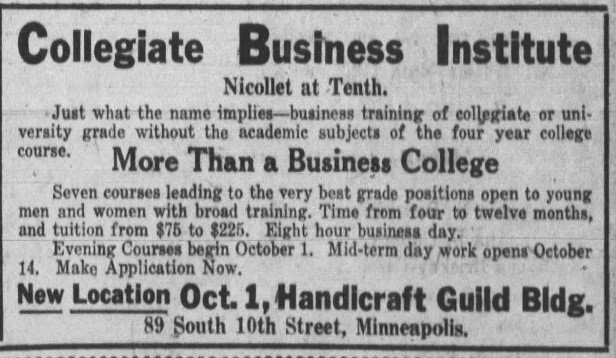 Collegiate Business Institute
Nicollet at Tenth.
Just what the name implies—business training of collegiate or uni-
versity grade without the academic subjects of the four year college
course. More Than a Business College
Seven courses leading to the very best grade positions open to young
men and women with broad training. Time from four to twelve months,
and tuition from $75 to $225. Eight hour business day.
Evening Courses begin October 1. Mid-term day work opens October
14. Make Application Now.
New Location Oct. 1, Handicraft Guild Bldg.
89 South 10th Street, Minneapolis.